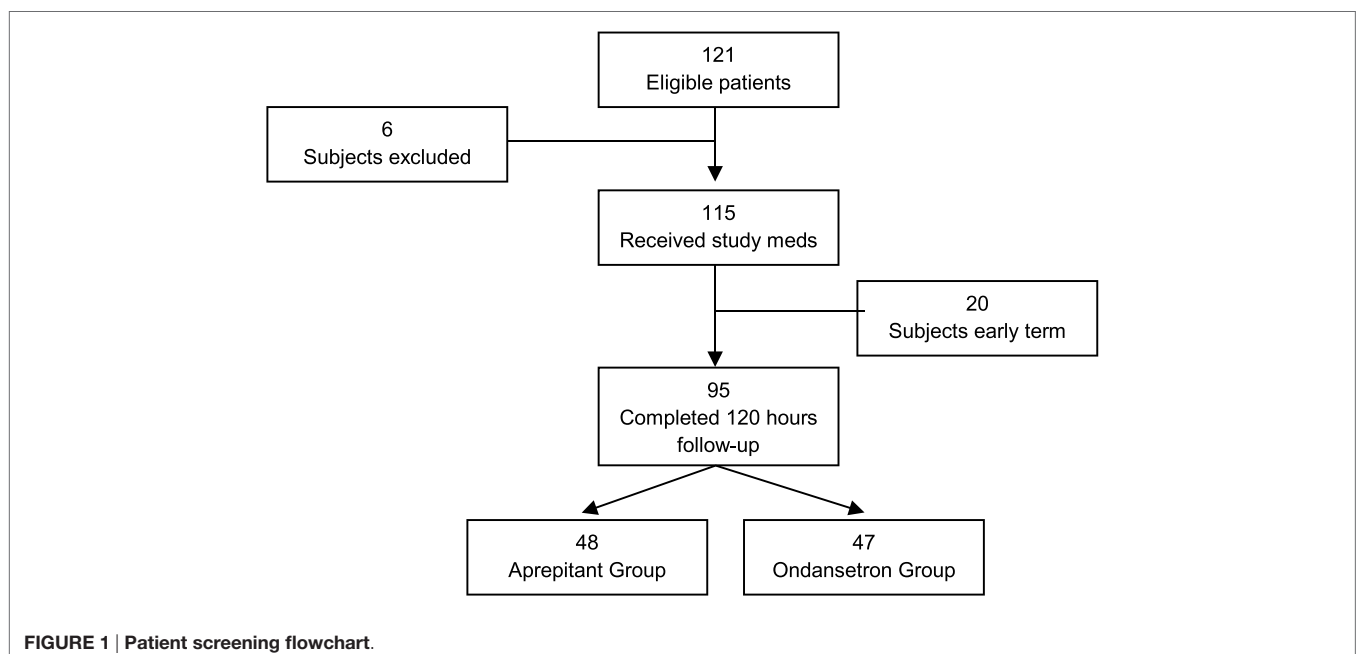 121
Eligible patients
6
Subjects excluded
115
Received study meds
20
Subjects early term
95
Completed 120 hours
follow-up
48
Aprepitant Group
47
Ondansetron Group
FIGURE 1 | Patient screening flowchart.